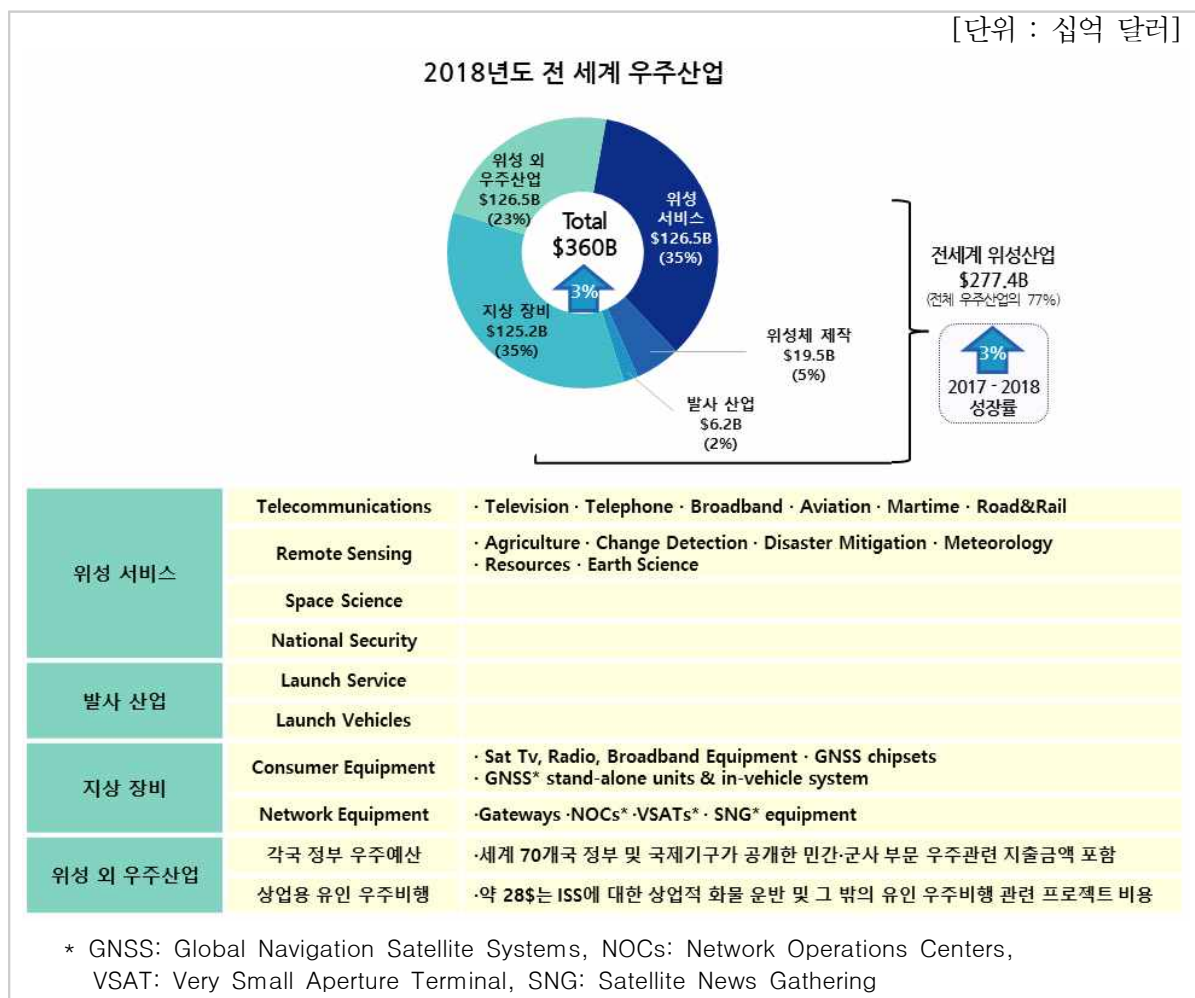 [단위 : 십억 달러]
2018년도 전 세계 우주산업
위성 외
우주산업
$126.5B
(23%)
Total
$360B
3%
위성
서비스
$126.5B
(35%)
지상 장비
$125.2B
(35%)
위성체 제작
$19.5B
(5%)
발사 산업
$6.2B
(2%)
전세계 위성산업
$277.4B
(전체 우주산업의 77%)
3%
2017 - 2018
성장률
위성 서비스
Telecommunications
· Television · Telephone · Broadband · Aviation · Martime · Road&Rail
Remote Sensing
· Agriculture · Change Detection · Disaster Mitigation · Meteorology
· Resources · Earth Science
Space Science
National Security
발사 산업
Launch Service
Launch Vehicles
지상 장비
Consumer Equipment
· Sat Tv, Radio, Broadband Equipment · GNSS chipsets
· GNSS* stand-alone units & in-vehicle system
Network Equipment
·Gateways ·NOCs* ·VSATs* · SNG* equipment
위성 외 우주산업
각국 정부 우주예산
·세계 70개국 정부 및 국제기구가 공개한 민간·군사 부문 우주관련 지출금액 포함
상업용 유인 우주비행
·약 28$는 ISS에 대한 상업적 화물 운반 및 그 밖의 유인 우주비행 관련 프로젝트 비용
* GNSS: Global Navigation Satellite Systems, NOCs: Network Operations Centers,
VSAT: Very Small Aperture Terminal, SNG: Satellite News Gathering